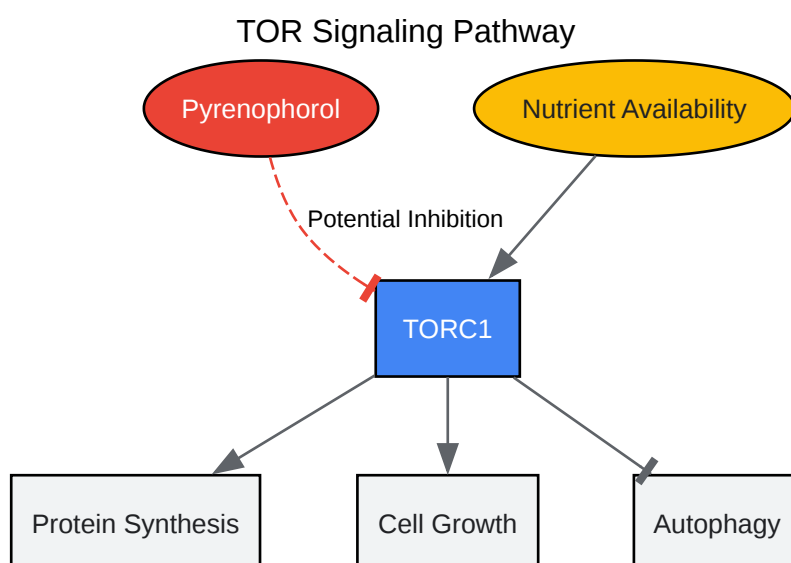 TOR Signaling Pathway
Pyrenophorol
Nutrient Availability
Potential Inhibition
TORC1
Protein Synthesis
Cell Growth
Autophagy